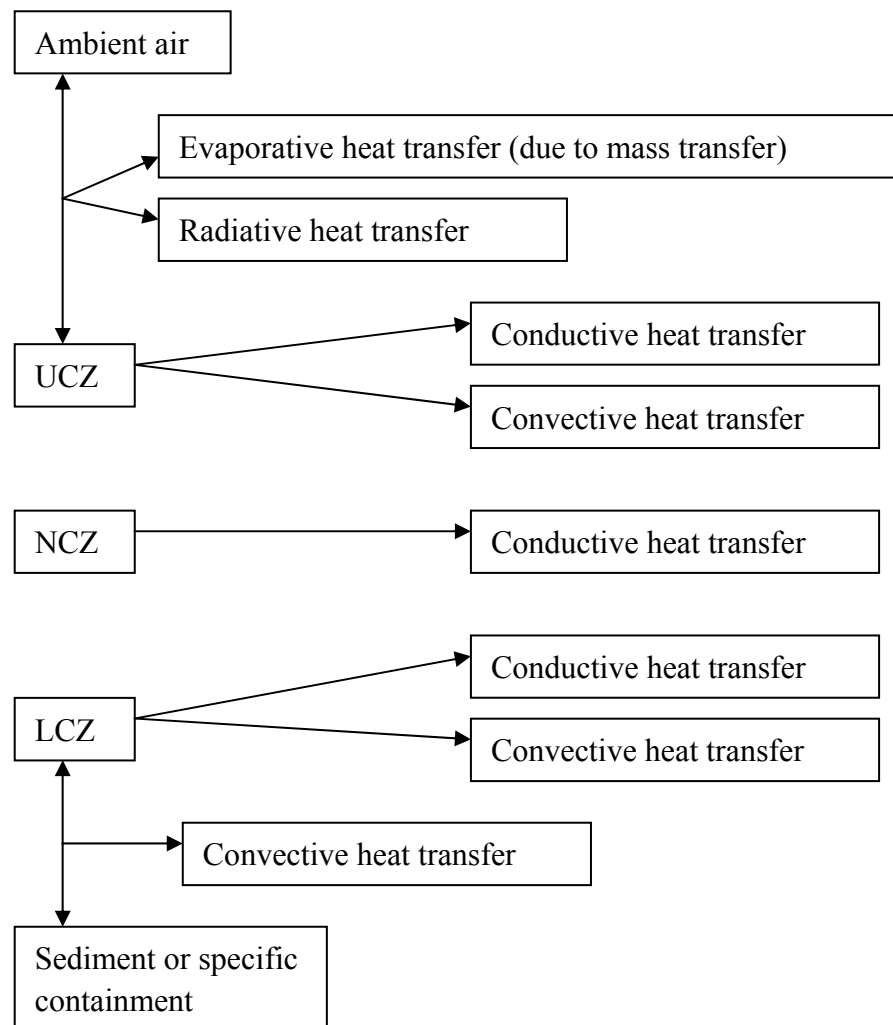 Ambient air
Evaporative heat transfer (due to mass transfer)
Radiative heat transfer
Conductive heat transfer
UCZ
Convective heat transfer
NCZ
Conductive heat transfer
Conductive heat transfer
LCZ
Convective heat transfer
Convective heat transfer
Sediment or specific
containment